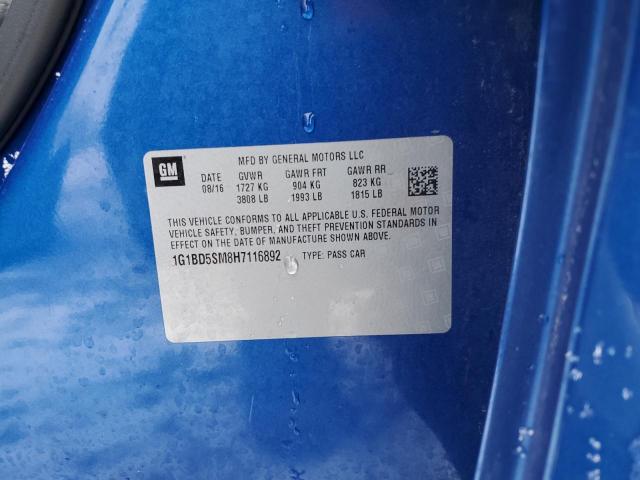 GM
MFD BY GENERAL MOTORS LLC
DATE GVWR GAWR FRT GAWR RR
08/16 1727 KG 904 KG 823 KG
3808 LB 1993 LB 1815 LB
THIS VEHICLE CONFORMS TO ALL APPLICABLE U.S. FEDERAL MOTOR
VEHICLE SAFETY, BUMPER, AND THEFT PREVENTION STANDARDS IN
EFFECT ON THE DATE OF MANUFACTURE SHOWN ABOVE.
1G1BD5SM8H7116892 TYPE: PASS CAR